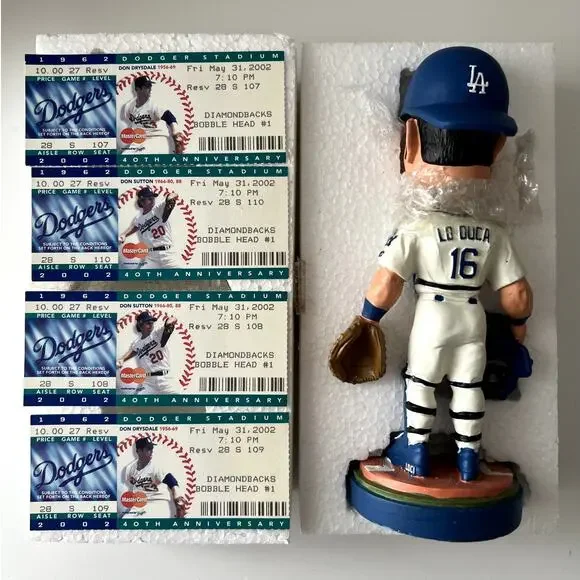 1962 DODGER STADIUM
10.00 27 Resv DON DRYSDALE 1956-69 Fri May 31,2002
PRICE GAME # LEVEL 7:10 PM
Resv 28 S 107
Dodgers
DIAMONDBACKS
SUBJECT TO THE CONDITIONS MasterCard BOBBLE HEAD #1
SET FORTH ON THE BACK HEREOF
28 S 107
AISLE ROW SEAT
2002 40TH ANNIVERSARY
1962 DODGER STADIUM
10.00 27 Resv DON SUTTON 1966-80, 88 Fri May 31,2002
PRICE GAME # LEVEL 7:10 PM
Resv 28 S 110
Dodgers
20
DIAMONDBACKS
SUBJECT TO THE CONDITIONS MasterCard BOBBLE HEAD #1
SET FORTH ON THE BACK HEREOF
28 S 110
AISLE ROW SEAT
2002 40TH ANNIVERSARY
1962 DODGER STADIUM
10.00 27 Resv DON SUTTON 1966-80, 88 Fri May 31,2002
PRICE GAME # LEVEL 7:10 PM
Resv 28 S 108
Dodgers
20
DIAMONDBACKS
SUBJECT TO THE CONDITIONS MasterCard BOBBLE HEAD #1
SET FORTH ON THE BACK HEREOF
28 S 108
AISLE ROW SEAT
2002 40TH ANNIVERSARY
1962 DODGER STADIUM
10.00 27 Resv DON DRYSDALE 1956-69 Fri May 31,2002
PRICE GAME # LEVEL 7:10 PM
Resv 28 S 109
Dodgers
DIAMONDBACKS
SUBJECT TO THE CONDITIONS MasterCard BOBBLE HEAD #1
SET FORTH ON THE BACK HEREOF
28 S 109
AISLE ROW SEAT
2002 40TH ANNIVERSARY
LA
LO DUCA
16